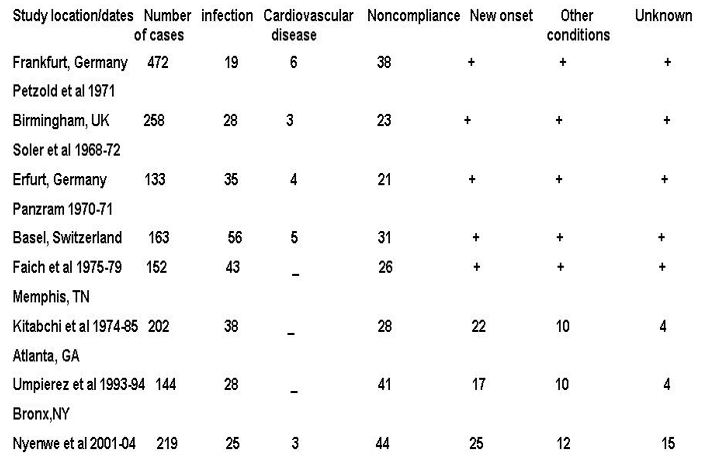 Study location/dates Number infection Cardiovascular Noncompliance New onset Other Unknown
of cases disease conditions
Frankfurt, Germany 472 19 6 38 + + +
Petzold et al 1971
Birmingham, UK 258 28 3 23 + + +
Soler et al 1968-72
Erfurt, Germany 133 35 4 21 + + +
Panzram 1970-71
Basel, Switzerland 163 56 5 31 + + +
Faich et al 1975-79 152 43 _ 26 + + +
Memphis, TN
Kitabchi et al 1974-85 202 38 _ 28 22 10 4
Atlanta, GA
Umpierez et al 1993-94 144 28 _ 41 17 10 4
Bronx,NY
Nyenwe et al 2001-04 219 25 3 44 25 12 15